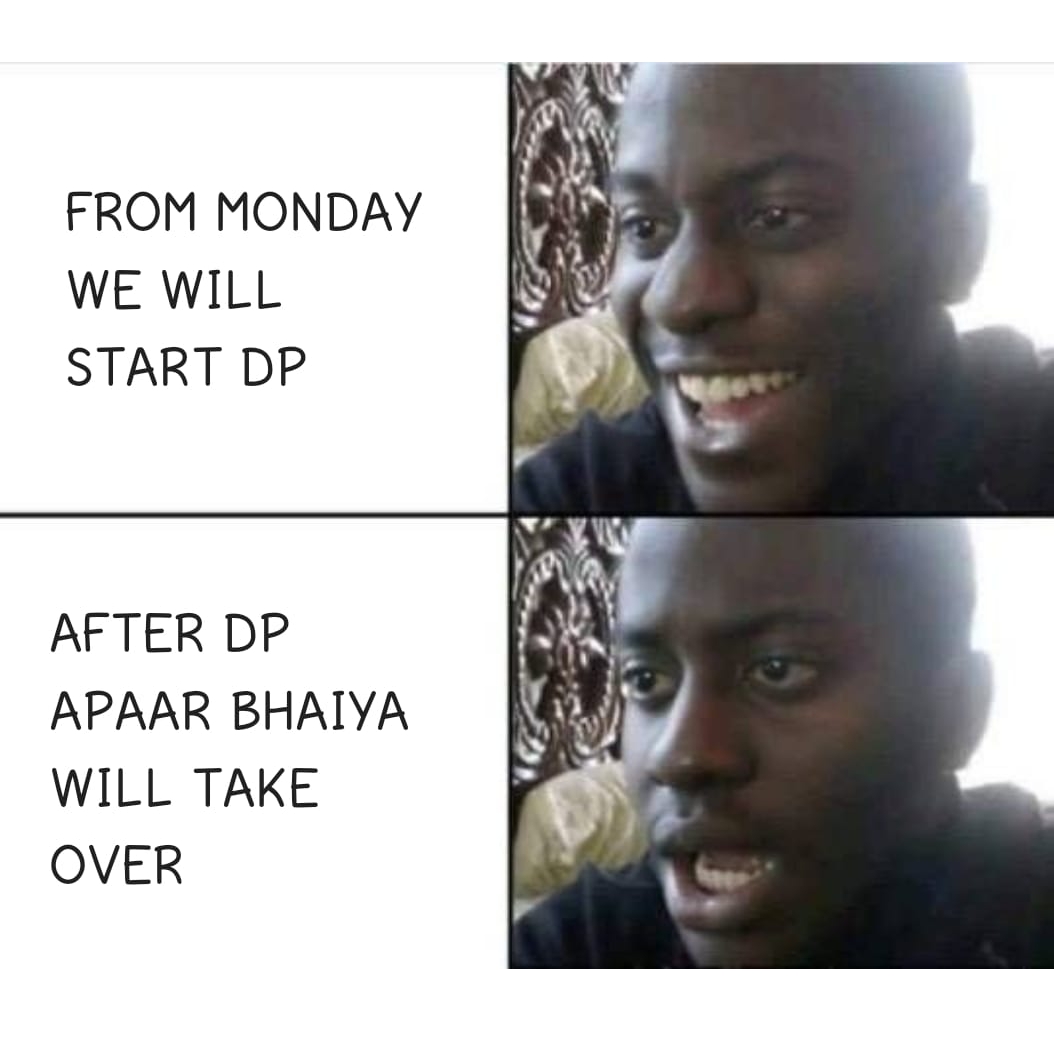 FROM MONDAY
WE WILL
START DP
AFTER DP
APAAR BHAIYA
WILL TAKE
OVER